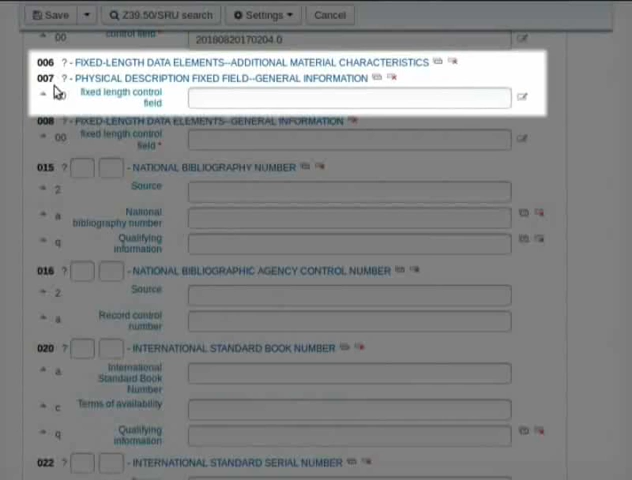 Save Z39.50/SRU search Settings Cancel
00 control field * 20180820170204.0
006 ? - FIXED-LENGTH DATA ELEMENTS--ADDITIONAL MATERIAL CHARACTERISTICS
007 ? - PHYSICAL DESCRIPTION FIXED FIELD--GENERAL INFORMATION
00 fixed length control
field
008 ? - FIXED-LENGTH DATA ELEMENTS--GENERAL INFORMATION
00 fixed length control
field *
015 ? - NATIONAL BIBLIOGRAPHY NUMBER
2 Source
a National
bibliography number
q Qualifying
information
016 ? - NATIONAL BIBLIOGRAPHIC AGENCY CONTROL NUMBER
2 Source
a Record control
number
020 ? - INTERNATIONAL STANDARD BOOK NUMBER
a International
Standard Book
Number
c Terms of availability
q Qualifying
information
022 ? - INTERNATIONAL STANDARD SERIAL NUMBER